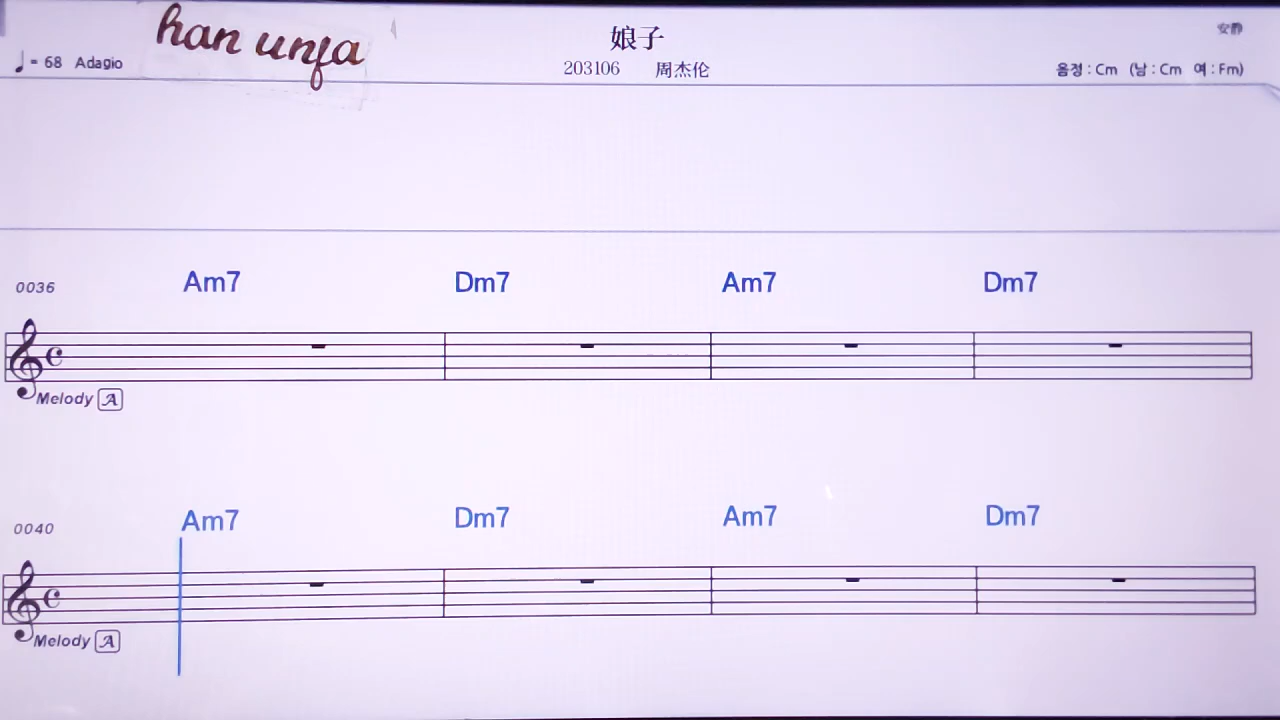 han unfa
娘子
安静
♩= 68 Adagio
203106 周杰伦
음정 : Cm (남 : Cm 여 : Fm)
0036 Am7 Dm7 Am7 Dm7
Melody A
0040 Am7 Dm7 Am7 Dm7
Melody A